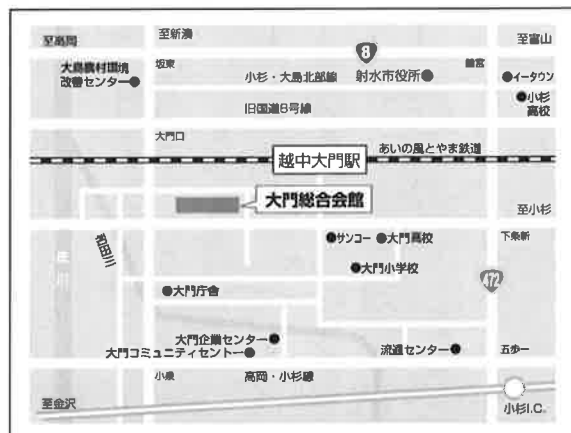 至高岡
至新湊
8
至富山
大島農村環境
改善センター
坂東
小杉・大島北部線
射水市役所
鷲宮
イータウン
旧国道8号線
小杉
高校
大門口
越中大門駅
あいの風とやま鉄道
大門総合会館
至小杉
庄川
和田川
サンコー
大門高校
下条新
大門小学校
472
大門庁舎
大門企業センター
大門コミュニティセントー
流通センター
五歩一
小泉
高岡・小杉線
至金沢
小杉I.C.